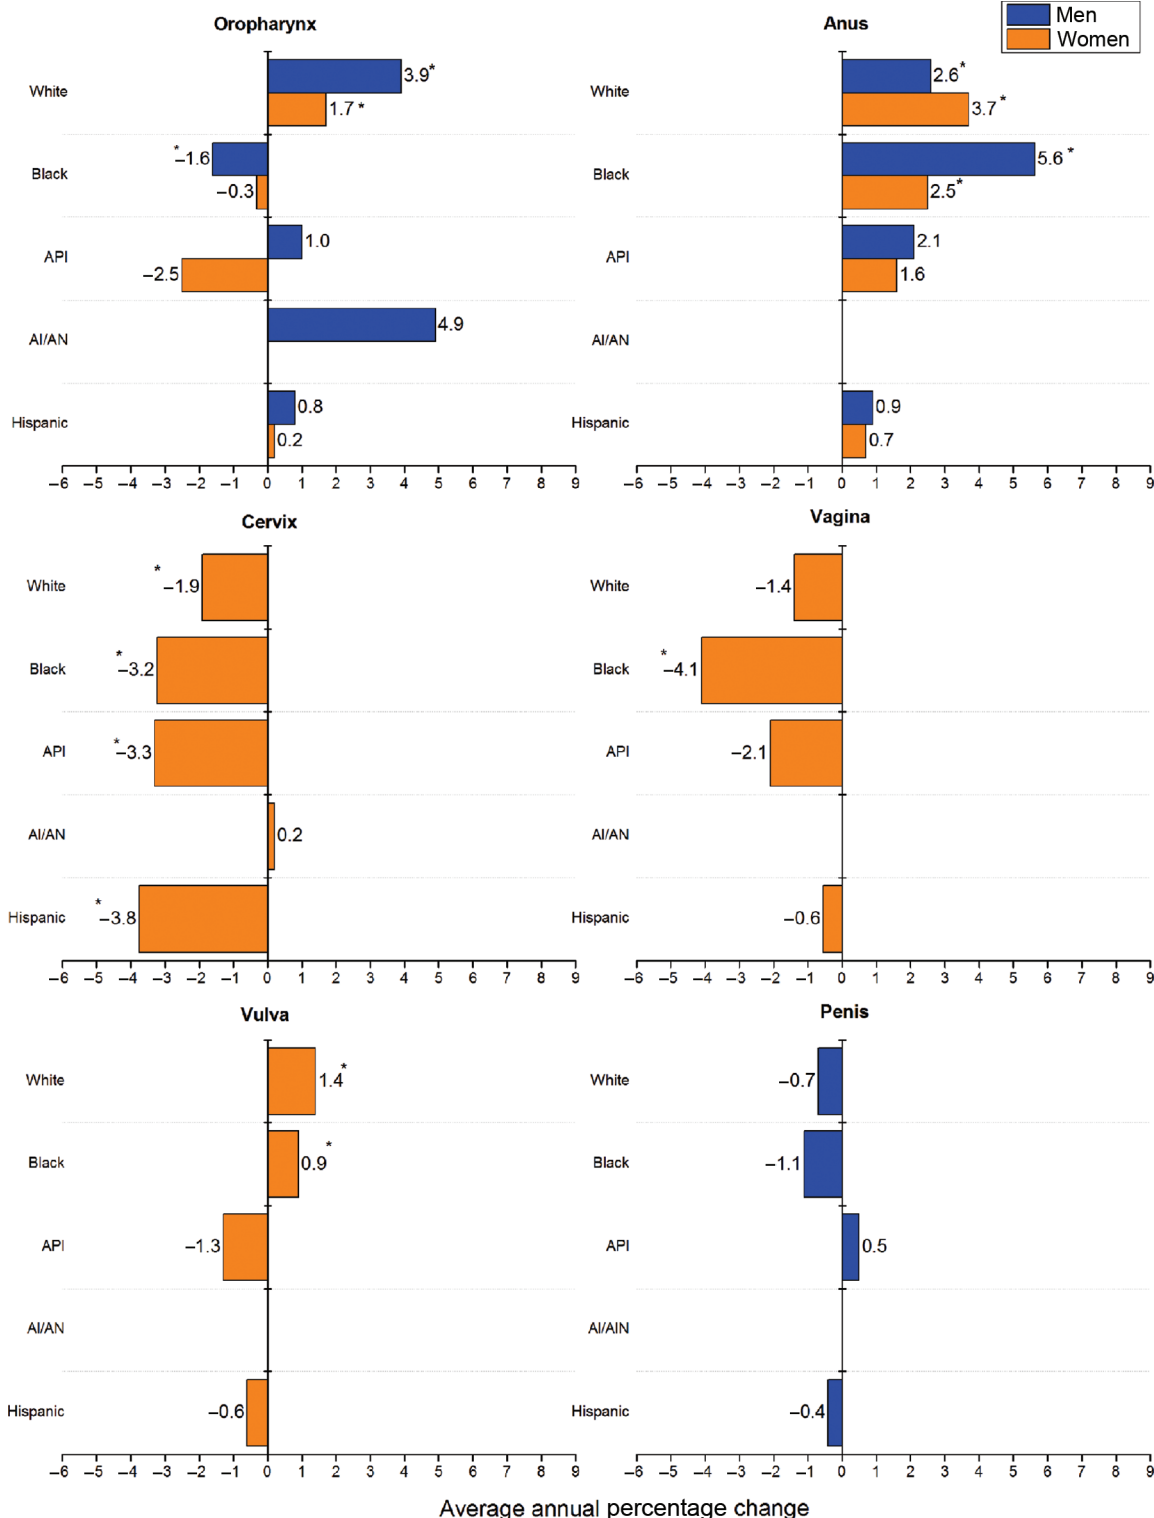 Oropharynx
Anus
Men
Women
White
3.9*
1.7 *
Black
*–1.6
–0.3
API
1.0
–2.5
AI/AN
4.9
Hispanic
0.8
0.2
–6 –5 –4 –3 –2 –1 0 1 2 3 4 5 6 7 8 9
White
2.6*
3.7 *
Black
5.6 *
2.5*
API
2.1
1.6
AI/AN
Hispanic
0.9
0.7
–6 –5 –4 –3 –2 –1 0 1 2 3 4 5 6 7 8 9
Cervix
White
* –1.9
Black
*–3.2
API
*–3.3
AI/AN
0.2
Hispanic
*–3.8
–6 –5 –4 –3 –2 –1 0 1 2 3 4 5 6 7 8 9
Vagina
White
–1.4
Black
*–4.1
API
–2.1
AI/AN
Hispanic
–0.6
–6 –5 –4 –3 –2 –1 0 1 2 3 4 5 6 7 8 9
Vulva
White
1.4*
Black
0.9*
API
–1.3
AI/AN
Hispanic
–0.6
–6 –5 –4 –3 –2 –1 0 1 2 3 4 5 6 7 8 9
Penis
White
–0.7
Black
–1.1
API
0.5
AI/AIN
Hispanic
–0.4
–6 –5 –4 –3 –2 –1 0 1 2 3 4 5 6 7 8 9
Average annual percentage change